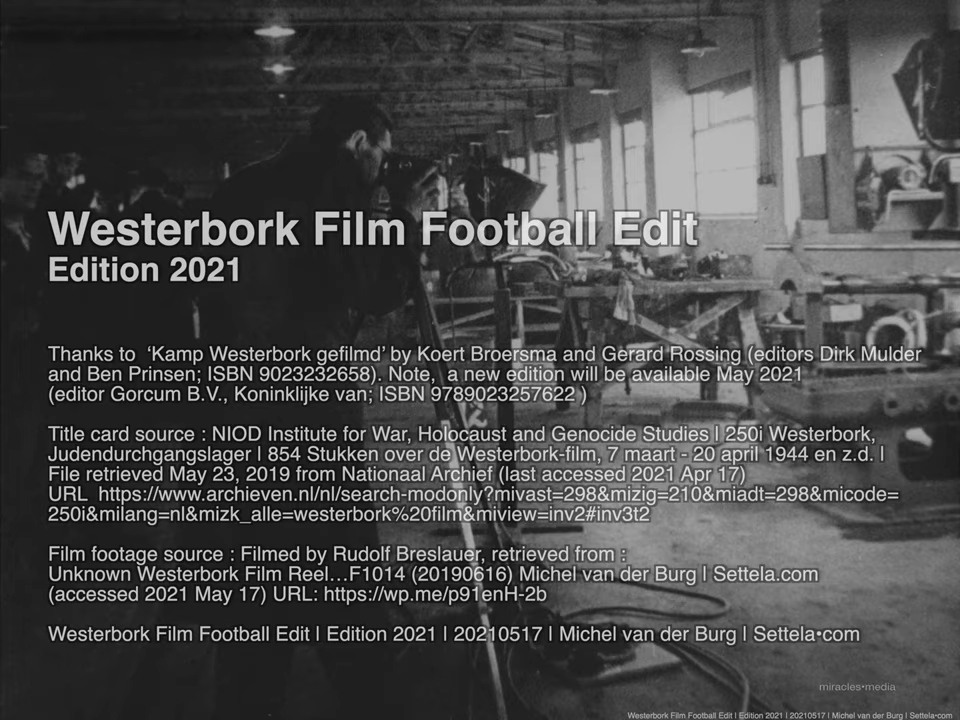 Westerbork Film Football Edit
Edition 2021
Thanks to ‘Kamp Westerbork gefilmd’ by Koert Broersma and Gerard Rossing (editors Dirk Mulder
and Ben Prinsen; ISBN 9023232658). Note, a new edition will be available May 2021
(editor Gorcum B.V., Koninklijke van; ISBN 9789023257622 )
Title card source : NIOD Institute for War, Holocaust and Genocide Studies | 250i Westerbork,
Judendurchgangslager | 854 Stukken over de Westerbork-film, 7 maart - 20 april 1944 en z.d. |
File retrieved May 23, 2019 from Nationaal Archief (last accessed 2021 Apr 17)
URL https://www.archieven.nl/nl/search-modonly?mivast=298&mizig=210&miadt=298&micode=
250i&milang=nl&mizk_alle=westerbork%20film&miview=inv2#inv3t2
Film footage source : Filmed by Rudolf Breslauer, retrieved from :
Unknown Westerbork Film Reel…F1014 (20190616) Michel van der Burg | Settela.com
(accessed 2021 May 17) URL: https://wp.me/p91enH-2b
Westerbork Film Football Edit | Edition 2021 | 20210517 | Michel van der Burg | Settela•com
miracles•media
Westerbork Film Football Edit | Edition 2021 | 20210517 | Michel van der Burg | Settela•com